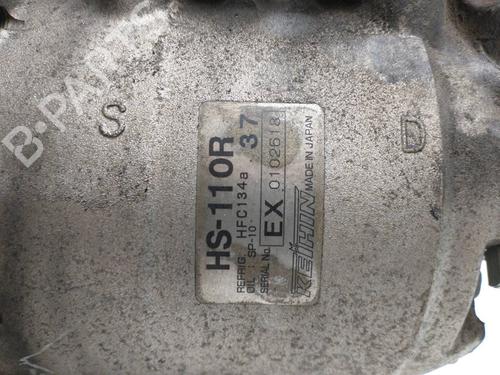 B-PARTS
S
D
HS-110R 37
REFRIG: HFC134a
OIL : SP-10
SERIAL No. EX 0102618
KEIHIN MADE IN JAPAN